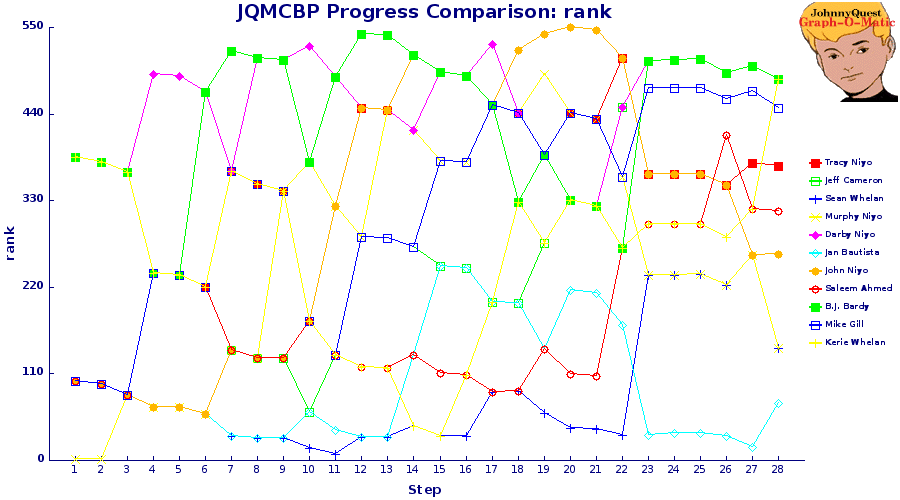 JQMCBP Progress Comparison: rank
JohnnyQuest
Graph-O-Matic
550
440
330
220
110
0
rank
1 2 3 4 5 6 7 8 9 10 11 12 13 14 15 16 17 18 19 20 21 22 23 24 25 26 27 28
Step
Tracy Niyo
Jeff Cameron
Sean Whelan
Murphy Niyo
Darby Niyo
Jan Bautista
John Niyo
Saleem Ahmed
B.J. Bardy
Mike Gill
Kerie Whelan